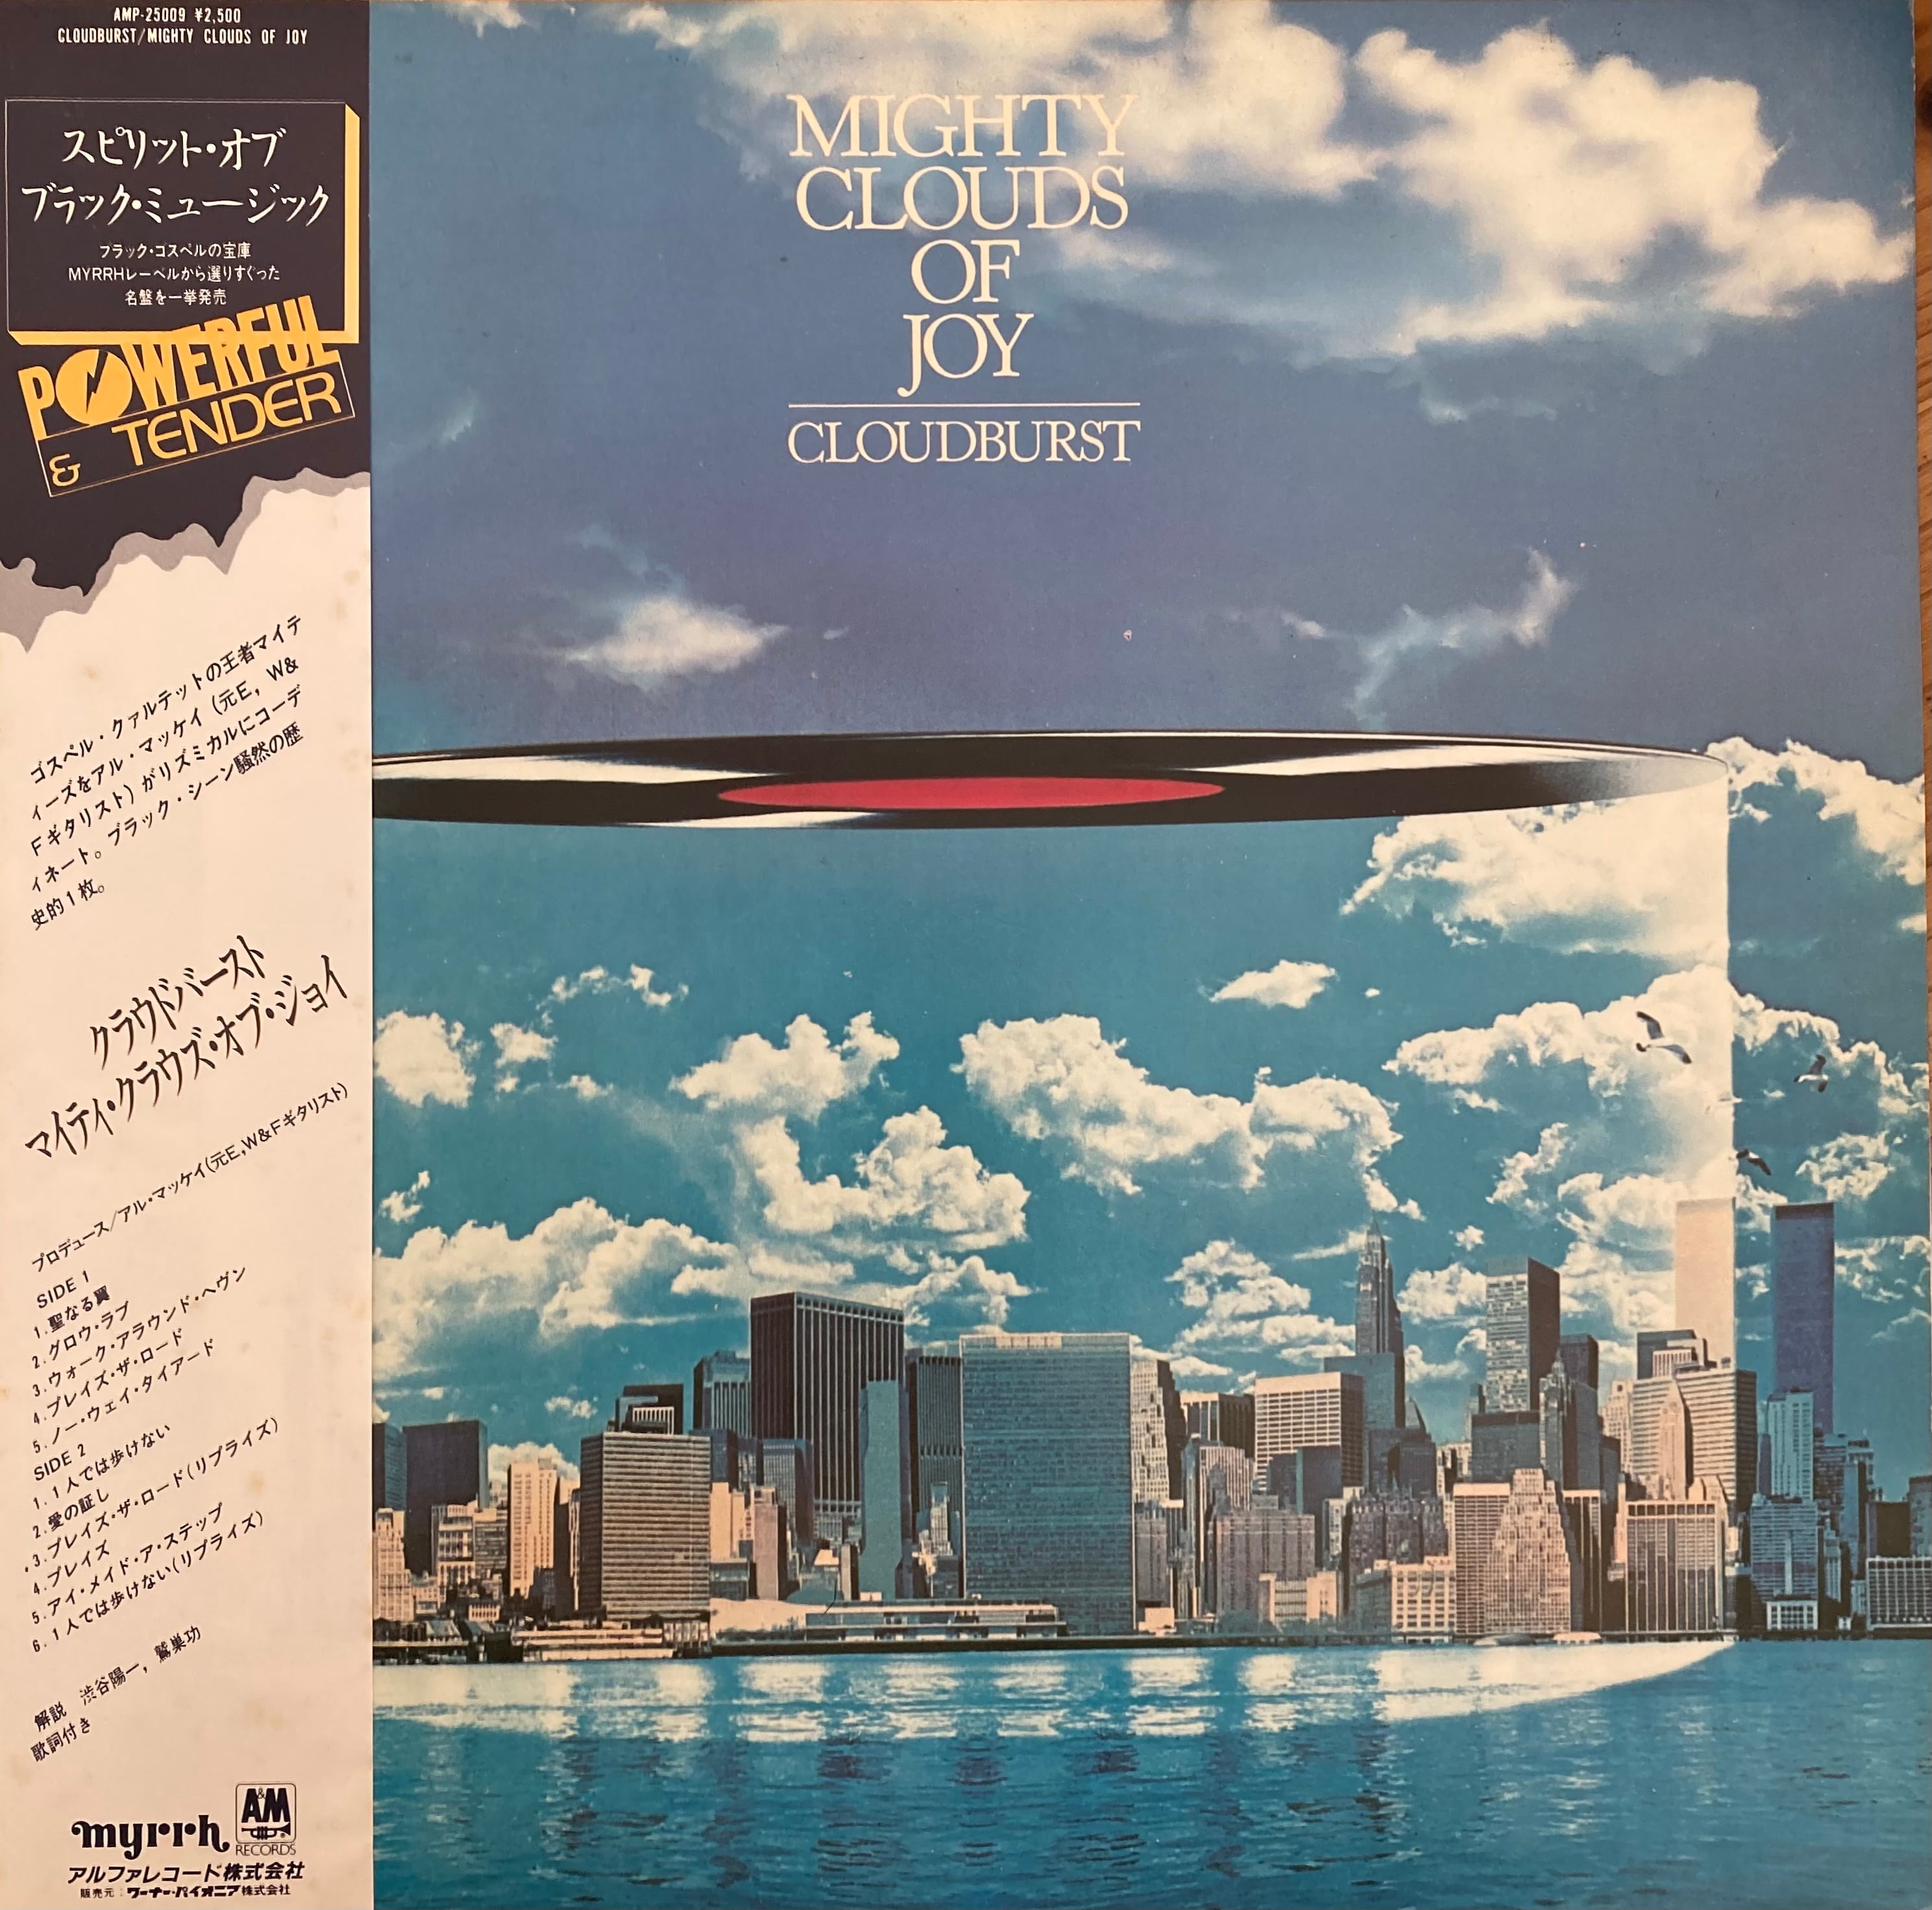 AMP-25009 ¥2,500
CLOUDBURST/MIGHTY CLOUDS OF JOY
スピリット・オブ
ブラック・ミュージック
ブラック・ゴスペルの宝庫
MYRRHレーベルから選りすぐった
名盤を一挙発売
POWERFUL
& TENDER
ゴスペル・クァルテットの王者マイテ
ィーズをアル・マッケイ（元E，W&
Fギタリスト）がリズミカルにコーデ
ィネート。ブラック・シーン騒然の歴
史的1枚。
クラウドバースト
マイティ・クラウズ・オブ・ジョイ
プロデュース/アル・マッケイ(元E,W&Fギタリスト)
SIDE 1
1.聖なる翼
2.グロウ・ラブ
3.ウォーク・アラウンド・ヘヴン
4.プレイズ・ザ・ロード
5.ノー・ウェイ・タイアード
SIDE 2
1.1人では歩けない
2.愛の証し
3.プレイズ・ザ・ロード(リプライズ)
4.プレイズ
5.アイ・メイド・ア・ステップ
6.1人では歩けない(リプライズ)
解説　渋谷陽一，鷲巣功
歌詞付き
myrrh
A&M
RECORDS
アルファレコード株式会社
販売元：ワーナー・パイオニア株式会社
MIGHTY
CLOUDS
OF
JOY
CLOUDBURST